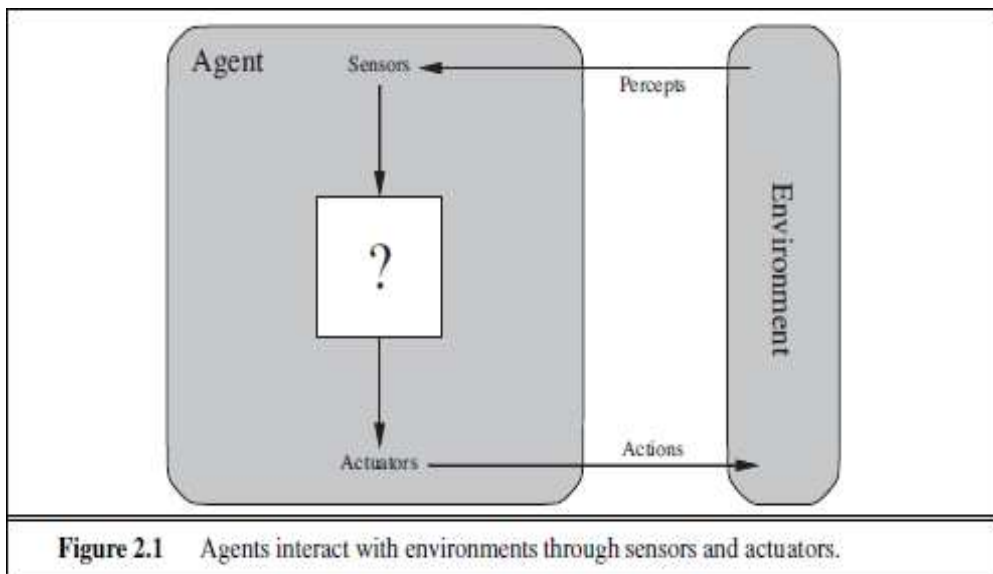 Agent
Sensors
Percepts
?
Environment
Actuators
Actions
Figure 2.1 Agents interact with environments through sensors and actuators.